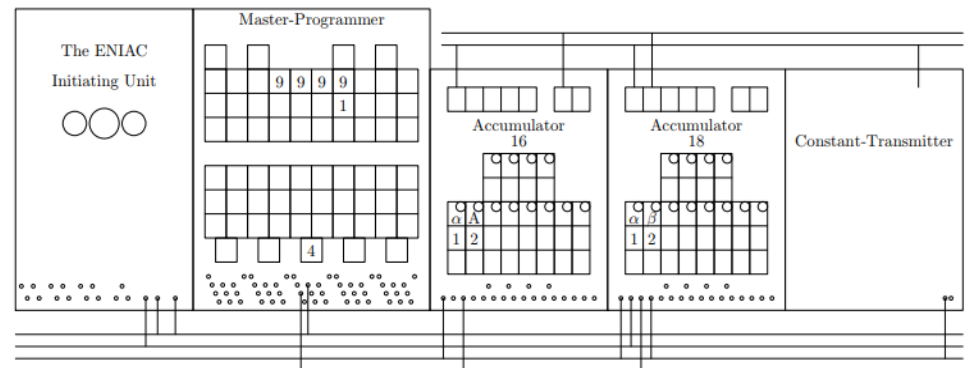 The ENIAC
Initiating Unit
Master-Programmer
9 9 9 9
1
4
Accumulator
16
α A
1 2
Accumulator
18
α β
1 2
Constant-Transmitter